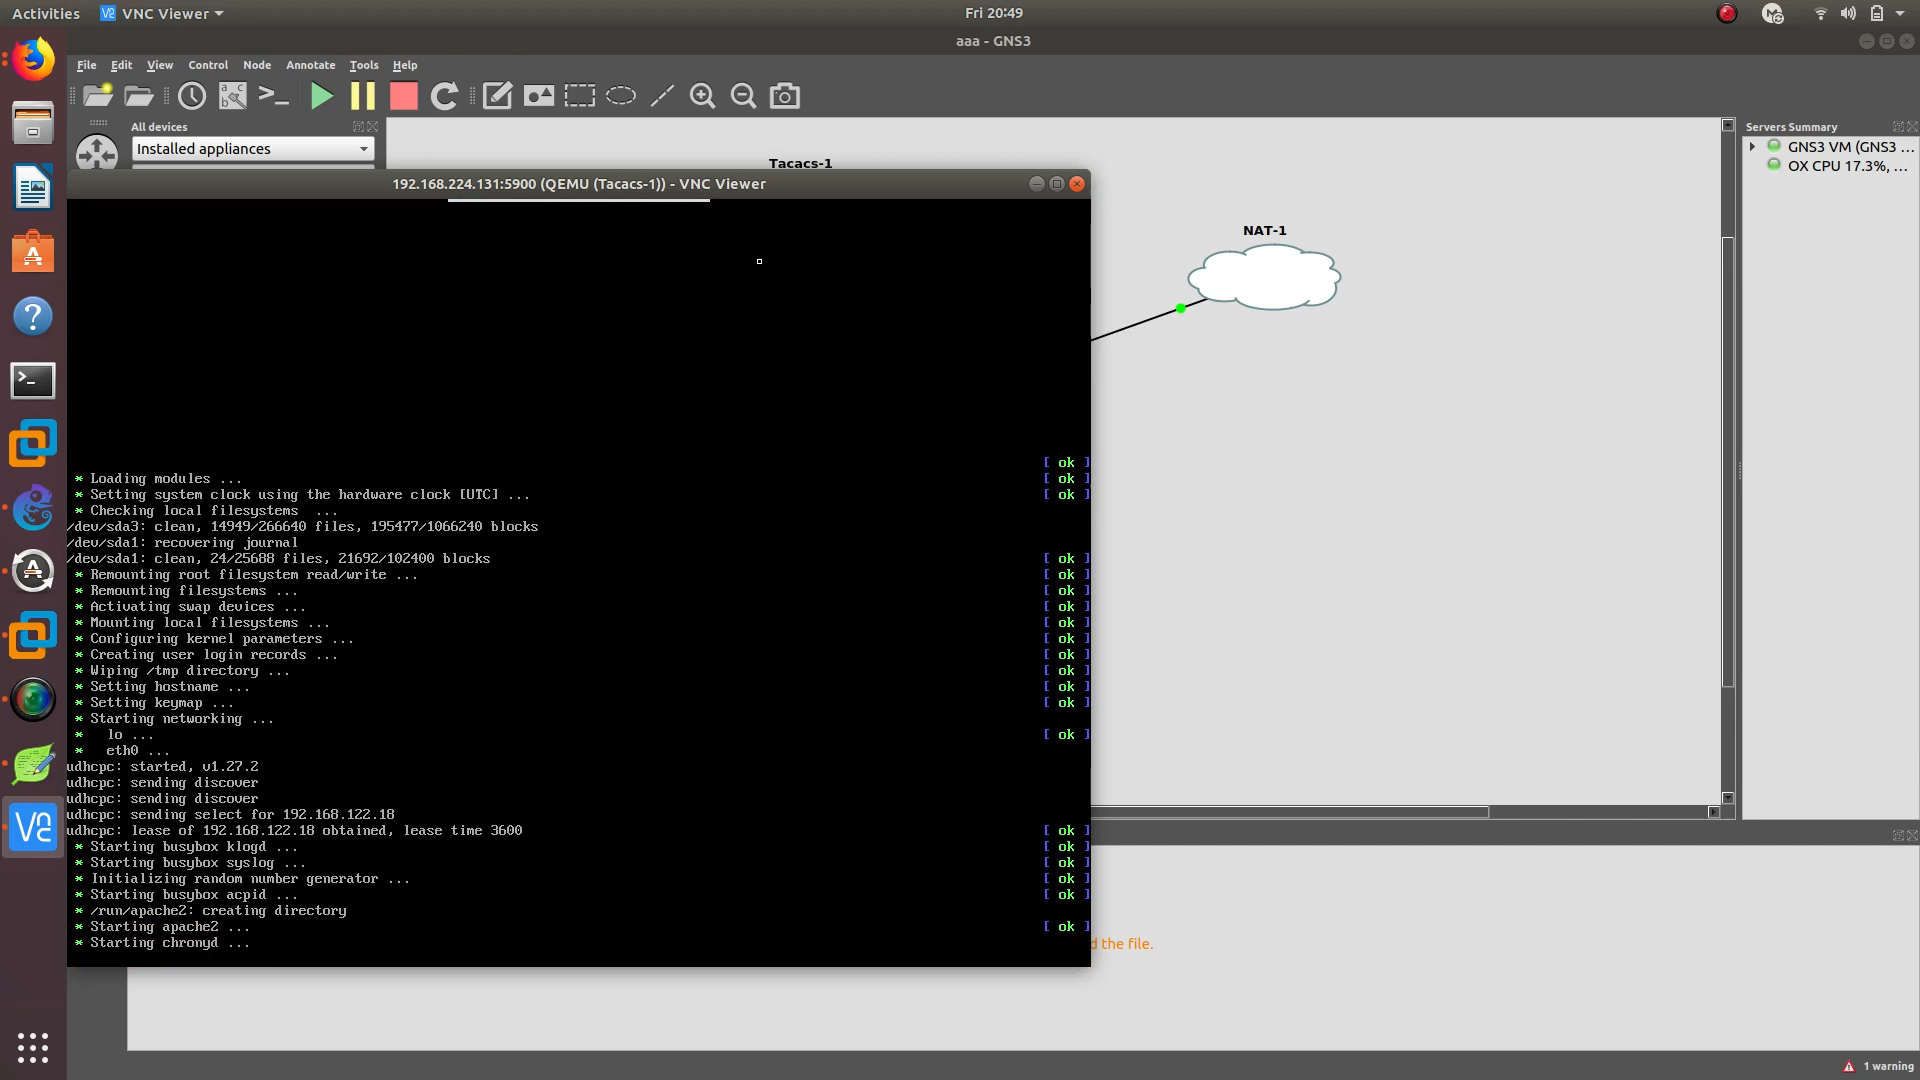 Activities
VNC Viewer
Fri 20:49
aaa - GNS3
File Edit View Control Node Annotate Tools Help
All devices
Installed appliances
Tacacs-1
Servers Summary
GNS3 VM (GNS3 ...
OX CPU 17.3%, ...
192.168.224.131:5900 (QEMU (Tacacs-1)) - VNC Viewer
NAT-1
[ ok ]
* Loading modules ... [ ok ]
* Setting system clock using the hardware clock [UTC] ... [ ok ]
* Checking local filesystems ...
/dev/sda3: clean, 14949/266640 files, 195477/1066240 blocks
/dev/sda1: recovering journal
/dev/sda1: clean, 24/25688 files, 21692/102400 blocks [ ok ]
* Remounting root filesystem read/write ... [ ok ]
* Remounting filesystems ... [ ok ]
* Activating swap devices ... [ ok ]
* Mounting local filesystems ... [ ok ]
* Configuring kernel parameters ... [ ok ]
* Creating user login records ... [ ok ]
* Wiping /tmp directory ... [ ok ]
* Setting hostname ... [ ok ]
* Setting keymap ... [ ok ]
* Starting networking ...
* lo ... [ ok ]
* eth0 ...
udhcpc: started, v1.27.2
udhcpc: sending discover
udhcpc: sending discover
udhcpc: sending select for 192.168.122.18
udhcpc: lease of 192.168.122.18 obtained, lease time 3600 [ ok ]
* Starting busybox klogd ... [ ok ]
* Starting busybox syslog ... [ ok ]
* Initializing random number generator ... [ ok ]
* Starting busybox acpid ... [ ok ]
* /run/apache2: creating directory
* Starting apache2 ... [ ok ]
* Starting chronyd ...
d the file.
1 warning